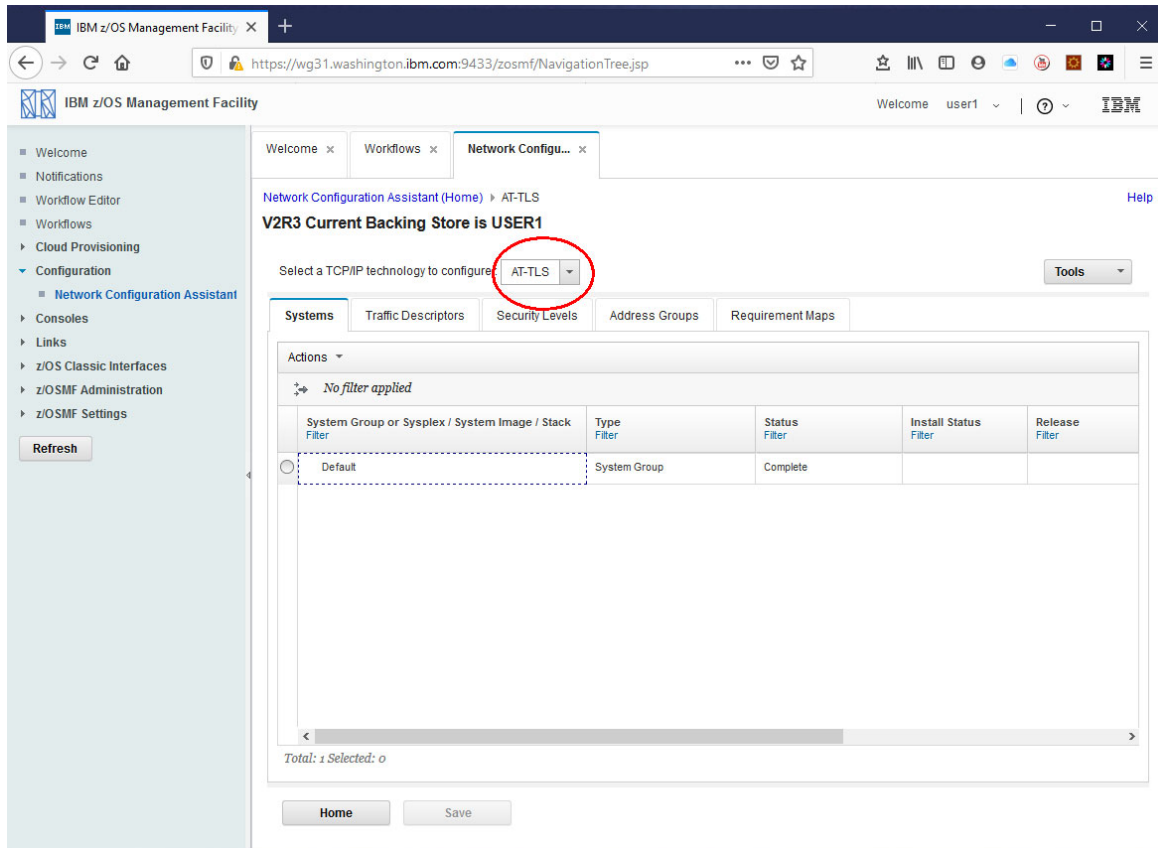 IBM IBM z/OS Management Facility
https://wg31.washington.ibm.com:9433/zosmf/NavigationTree.jsp
IBM z/OS Management Facility
Welcome user1
IBM
Welcome
Notifications
Workflow Editor
Workflows
Cloud Provisioning
Configuration
Network Configuration Assistant
Consoles
Links
z/OS Classic Interfaces
z/OSMF Administration
z/OSMF Settings
Refresh
Welcome Workflows Network Configu...
Network Configuration Assistant (Home) AT-TLS Help
V2R3 Current Backing Store is USER1
Select a TCP/IP technology to configure: AT-TLS Tools
Systems Traffic Descriptors Security Levels Address Groups Requirement Maps
Actions
No filter applied
System Group or Sysplex / System Image / Stack Type Status Install Status Release
Filter Filter Filter Filter Filter
Default System Group Complete
Total: 1 Selected: 0
Home Save